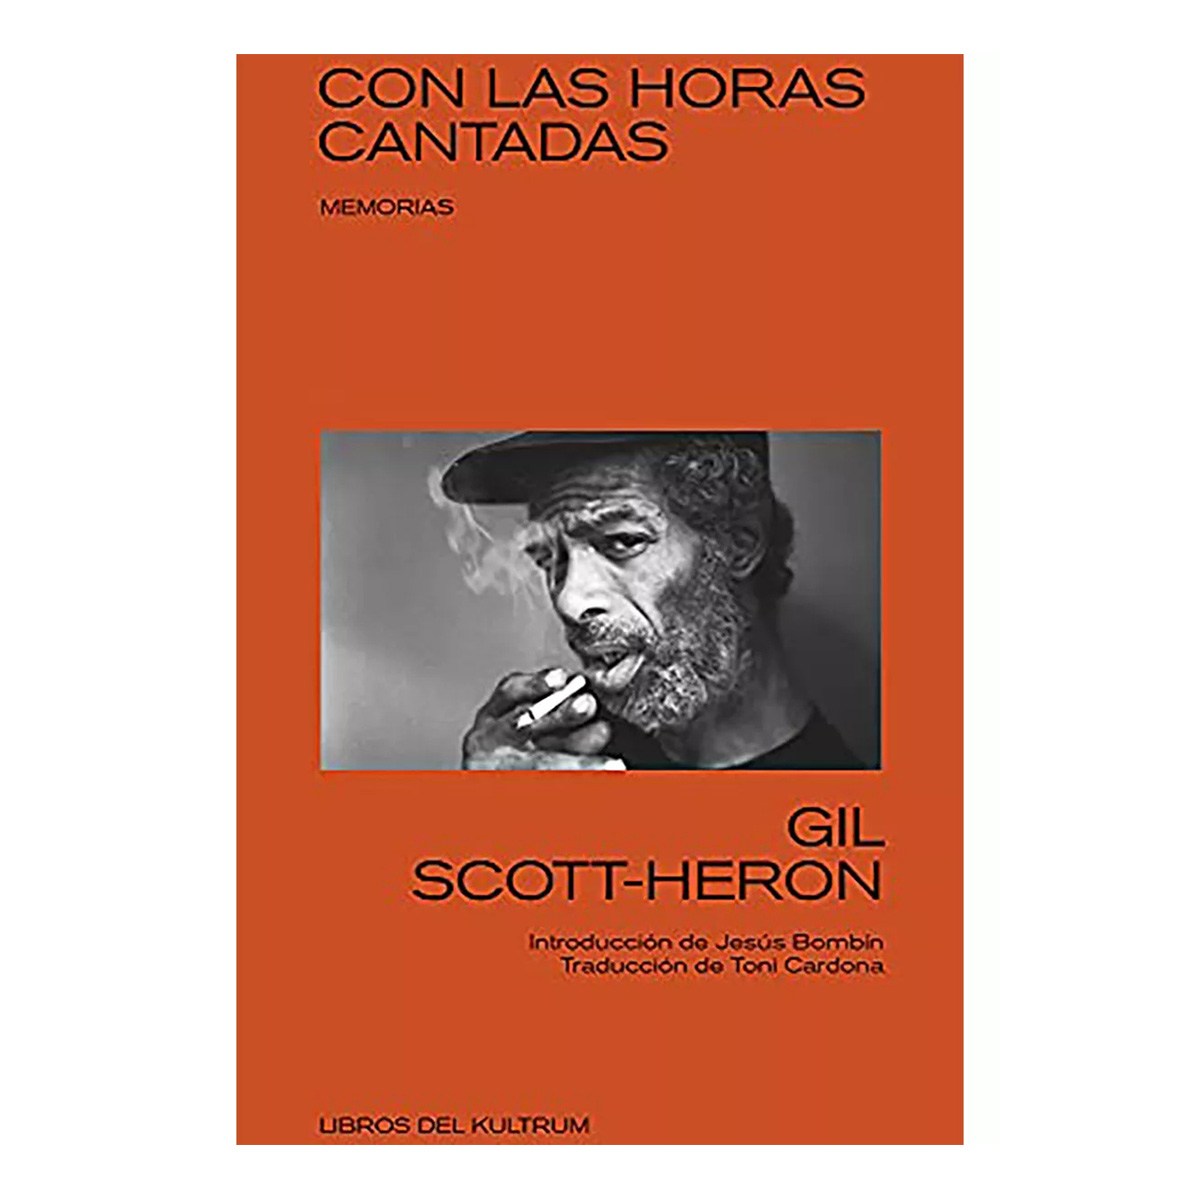 CON LAS HORAS
CANTADAS
MEMORIAS
GIL
SCOTT-HERON
Introducción de Jesús Bombín
Traducción de Toni Cardona
LIBROS DEL KULTRUM